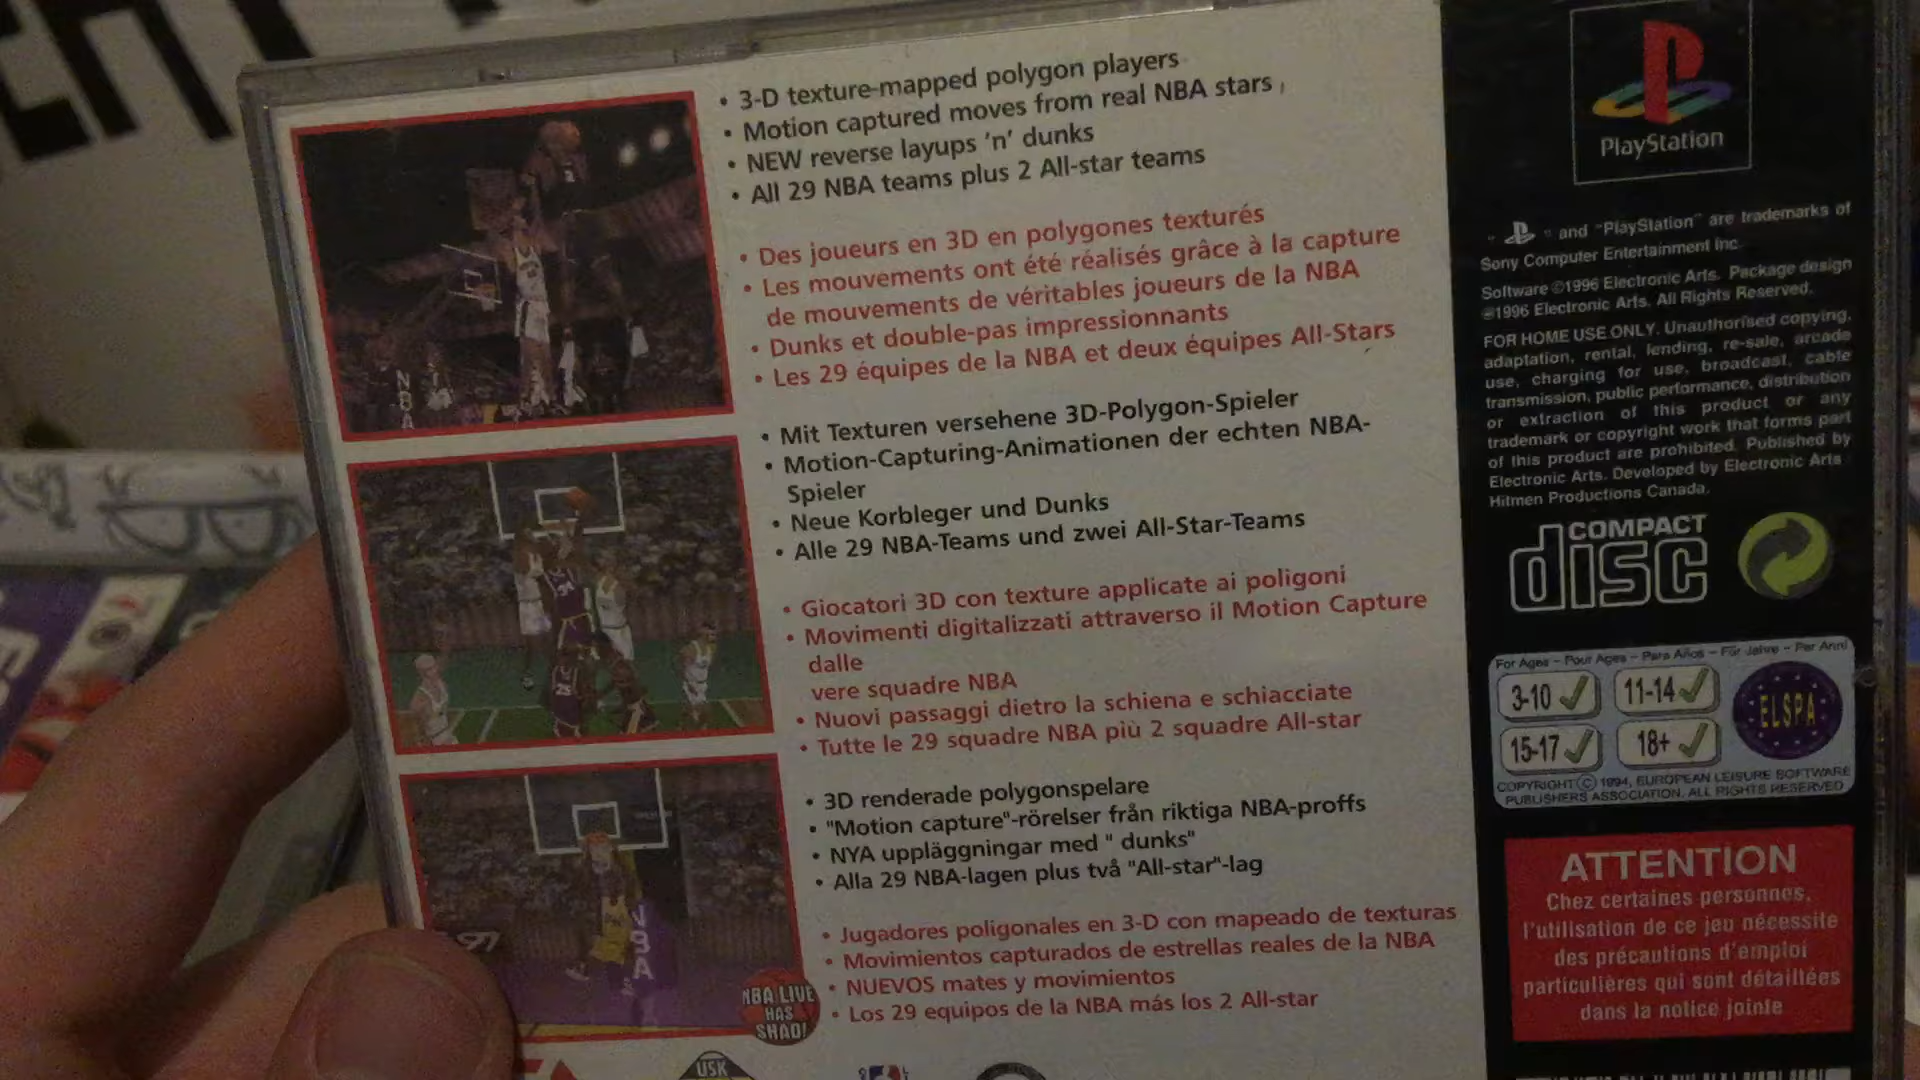 • 3-D texture-mapped polygon players
• Motion captured moves from real NBA stars
• NEW reverse layups 'n' dunks
• All 29 NBA teams plus 2 All-star teams
• Des joueurs en 3D en polygones texturés
• Les mouvements ont été réalisés grâce à la capture
de mouvements de véritables joueurs de la NBA
• Dunks et double-pas impressionnants
• Les 29 équipes de la NBA et deux équipes All-Stars
• Mit Texturen versehene 3D-Polygon-Spieler
• Motion-Capturing-Animationen der echten NBA-
Spieler
• Neue Korbleger und Dunks
• Alle 29 NBA-Teams und zwei All-Star-Teams
• Giocatori 3D con texture applicate ai poligoni
• Movimenti digitalizzati attraverso il Motion Capture
dalle
vere squadre NBA
• Nuovi passaggi dietro la schiena e schiacciate
• Tutte le 29 squadre NBA più 2 squadre All-star
• 3D renderade polygonspelare
• "Motion capture"-rörelser från riktiga NBA-proffs
• NYA uppläggningar med " dunks"
• Alla 29 NBA-lagen plus två "All-star"-lag
• Jugadores poligonales en 3-D con mapeado de texturas
• Movimientos capturados de estrellas reales de la NBA
• NUEVOS mates y movimientos
• Los 29 equipos de la NBA más los 2 All-star
NBA
34
25
NBA
97
NBA LIVE
HAS
SHAQ!
USK
PlayStation
" " and "PlayStation" are trademarks of
Sony Computer Entertainment Inc.
Software ©1996 Electronic Arts. Package design
©1996 Electronic Arts. All Rights Reserved.
FOR HOME USE ONLY. Unauthorised copying,
adaptation, rental, lending, re-sale, arcade
use, charging for use, broadcast, cable
transmission, public performance, distribution
or extraction of this product or any
trademark or copyright work that forms part
of this product are prohibited. Published by
Electronic Arts. Developed by Electronic Arts
Hitmen Productions Canada.
COMPACT
disc
For Ages - Pour Ages - Para Años - Für Jahre - Per Anni
3-10 11-14
15-17 18+
ELSPA
COPYRIGHT © 1994, EUROPEAN LEISURE SOFTWARE
PUBLISHERS ASSOCIATION. ALL RIGHTS RESERVED
ATTENTION
Chez certaines personnes,
l'utilisation de ce jeu nécessite
des précautions d'emploi
particulières qui sont détaillées
dans la notice jointe